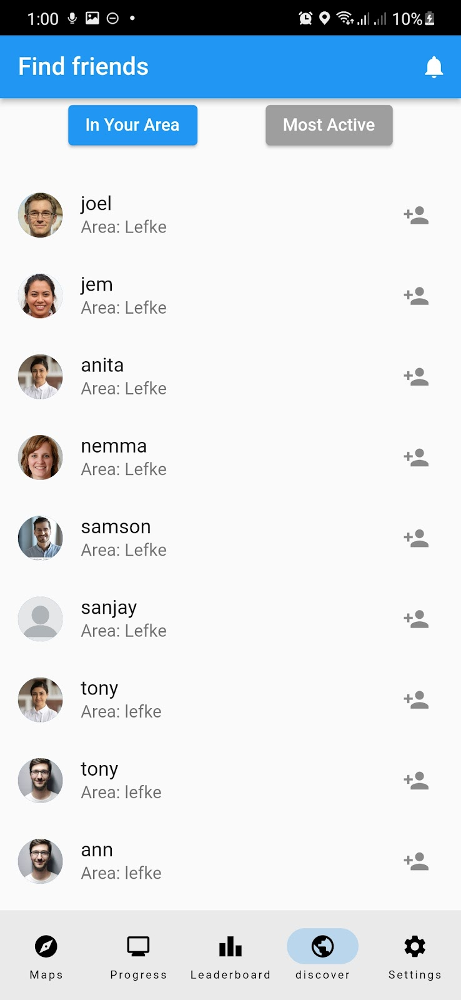 1:00 10%
Find friends
In Your Area Most Active
joel
Area: Lefke
jem
Area: Lefke
anita
Area: Lefke
nemma
Area: Lefke
samson
Area: Lefke
sanjay
Area: Lefke
tony
Area: lefke
tony
Area: lefke
ann
Area: lefke
Maps Progress Leaderboard discover Settings